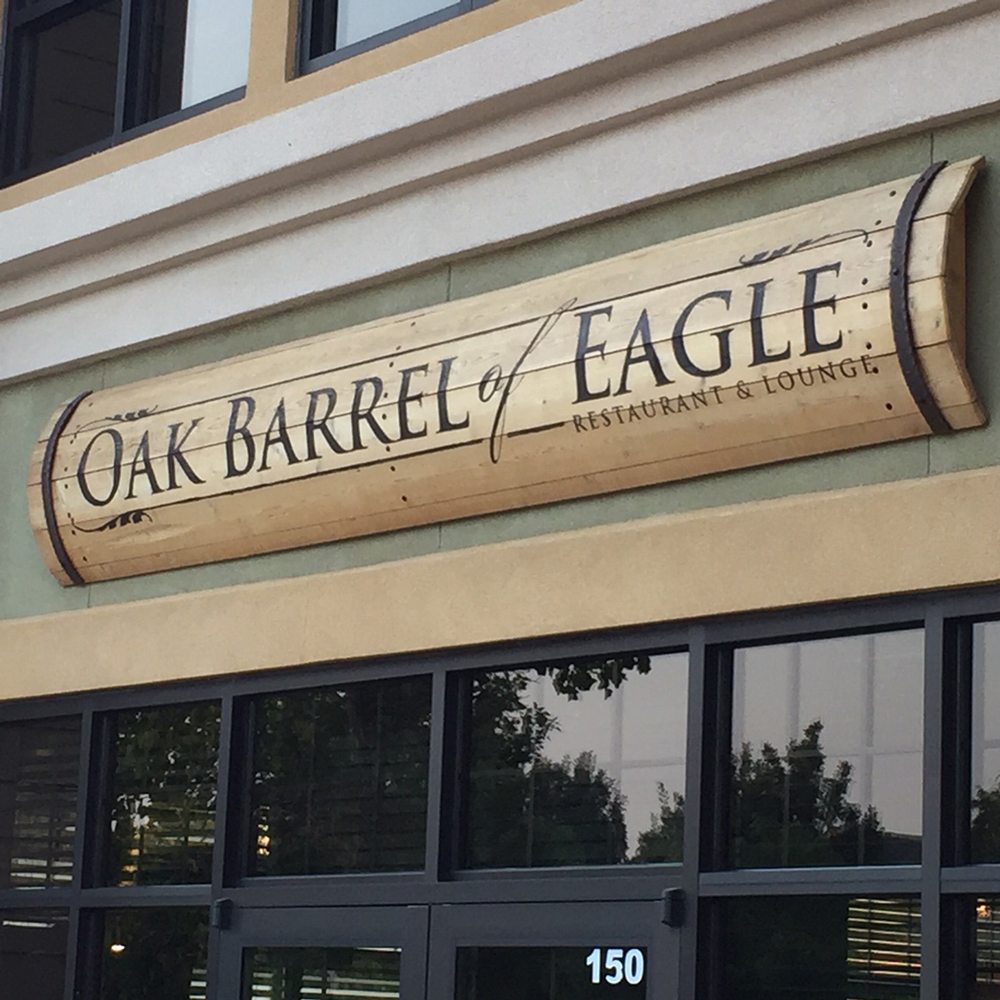 OAK BARREL of EAGLE
RESTAURANT & LOUNGE
150